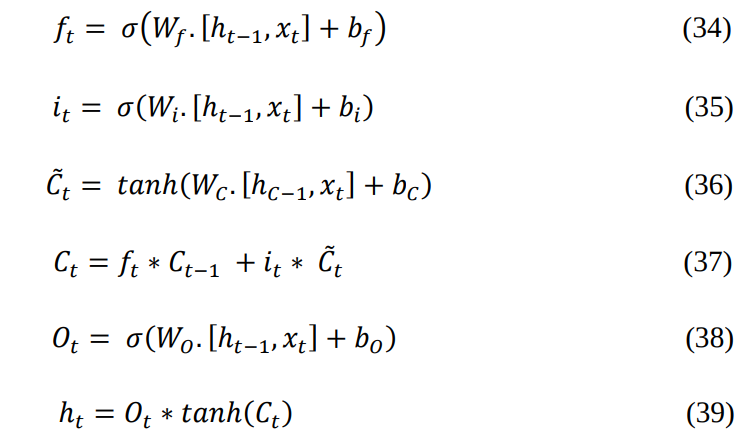 f_t = σ(W_f. [h_{t−1}, x_t] + b_f) (34)
i_t = σ(W_i. [h_{t−1}, x_t] + b_i) (35)
C̃_t = tanh(W_C. [h_{C−1}, x_t] + b_C) (36)
C_t = f_t ∗ C_{t−1} + i_t ∗ C̃_t (37)
O_t = σ(W_O. [h_{t−1}, x_t] + b_O) (38)
h_t = O_t ∗ tanh(C_t) (39)